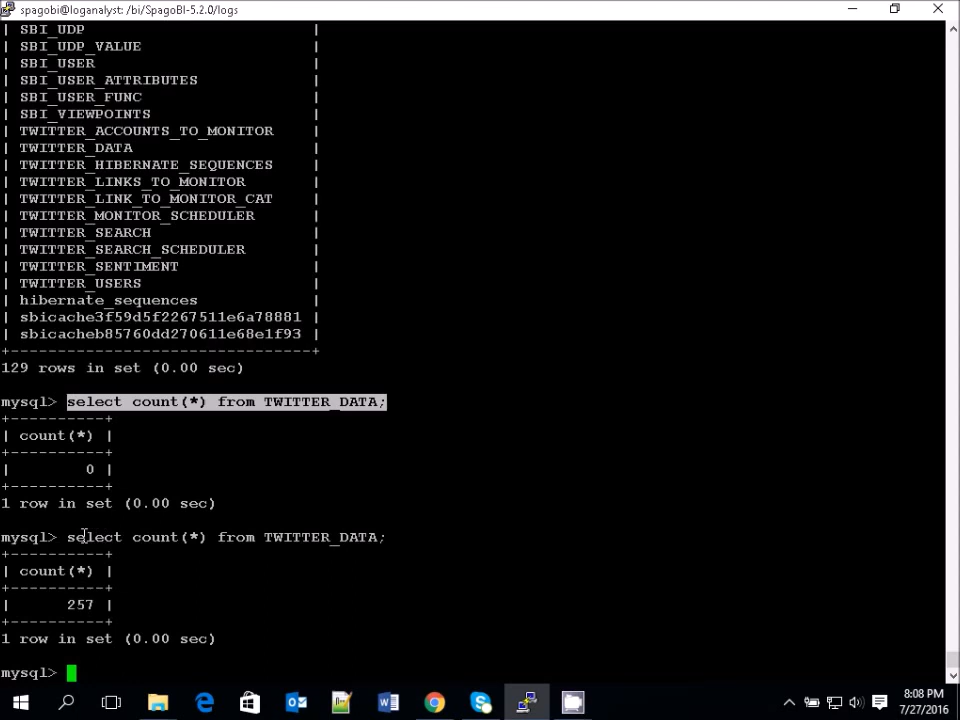 spagobi@loganalyst: /bi/SpagoBI-5.2.0/logs
| SBI_UDP |
| SBI_UDP_VALUE |
| SBI_USER |
| SBI_USER_ATTRIBUTES |
| SBI_USER_FUNC |
| SBI_VIEWPOINTS |
| TWITTER_ACCOUNTS_TO_MONITOR |
| TWITTER_DATA |
| TWITTER_HIBERNATE_SEQUENCES |
| TWITTER_LINKS_TO_MONITOR |
| TWITTER_LINK_TO_MONITOR_CAT |
| TWITTER_MONITOR_SCHEDULER |
| TWITTER_SEARCH |
| TWITTER_SEARCH_SCHEDULER |
| TWITTER_SENTIMENT |
| TWITTER_USERS |
| hibernate_sequences |
| sbicache3f59d5f2267511e6a78881 |
| sbicacheb85760dd270611e68e1f93 |
+--------------------------------+
129 rows in set (0.00 sec)
mysql> select count(*) from TWITTER_DATA;
+----------+
| count(*) |
+----------+
| 0 |
+----------+
1 row in set (0.00 sec)
mysql> select count(*) from TWITTER_DATA;
+----------+
| count(*) |
+----------+
| 257 |
+----------+
1 row in set (0.00 sec)
mysql>
8:08 PM
7/27/2016